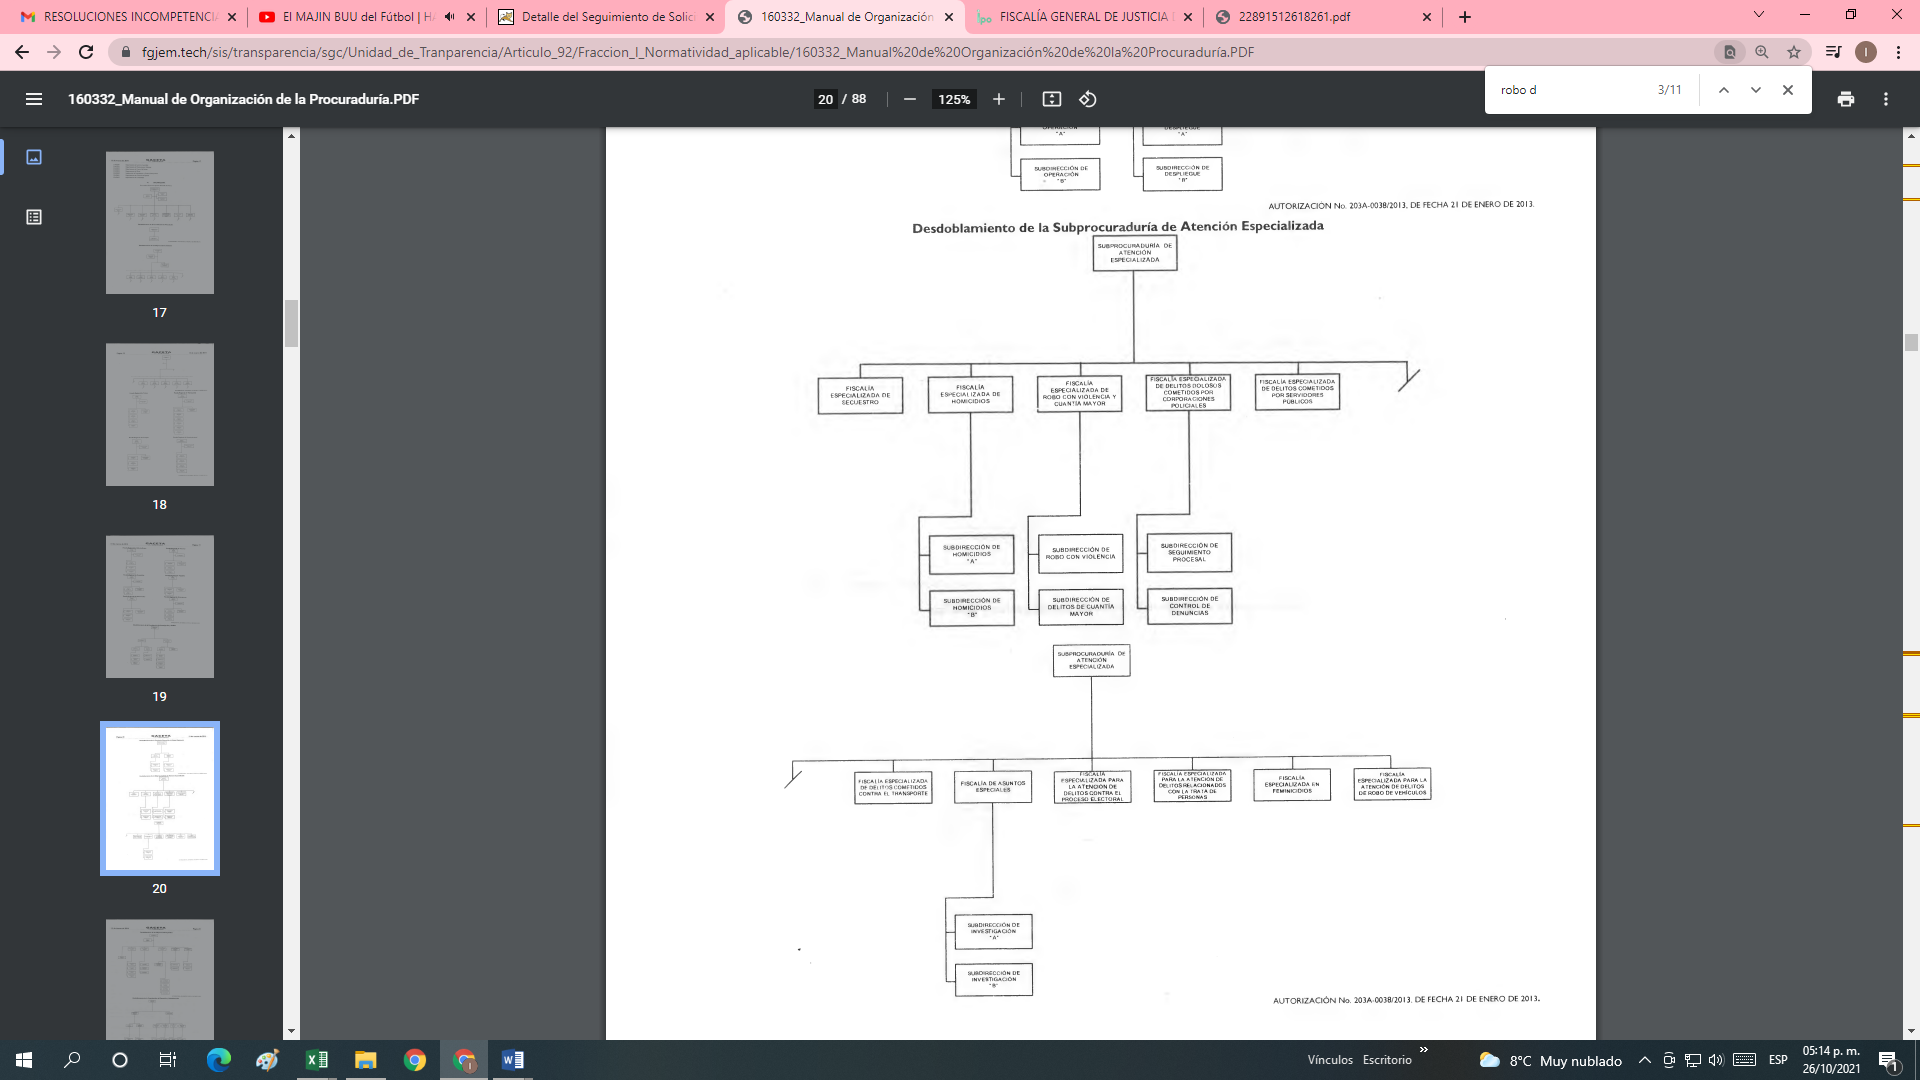 RESOLUCIONES INCOMPETENCIA
El MAJIN BUU del Fútbol | HA
Detalle del Seguimiento de Solici
160332_Manual de Organización
FISCALÍA GENERAL DE JUSTICIA D
22891512618261.pdf
fgjem.tech/sis/transparencia/sgc/Unidad_de_Tranparencia/Articulo_92/Fraccion_I_Normatividad_aplicable/160332_Manual%20de%20Organización%20de%20la%20Procuraduría.PDF
I
160332_Manual de Organización de la Procuraduría.PDF
20 / 88
125%
robo d
3/11
17
18
19
20
OPERACIÓN
"A"
DESPLIEGUE
"A"
SUBDIRECCIÓN DE
OPERACIÓN
"B"
SUBDIRECCIÓN DE
DESPLIEGUE
"B"
AUTORIZACIÓN No. 203A-0038/2013, DE FECHA 21 DE ENERO DE 2013.
Desdoblamiento de la Subprocuraduría de Atención Especializada
SUBPROCURADURÍA DE
ATENCIÓN
ESPECIALIZADA
FISCALÍA
ESPECIALIZADA DE
SECUESTRO
FISCALÍA
ESPECIALIZADA DE
HOMICIDIOS
FISCALÍA
ESPECIALIZADA DE
ROBO CON VIOLENCIA Y
CUANTÍA MAYOR
FISCALÍA ESPECIALIZADA
DE DELITOS DOLOSOS
COMETIDOS POR
CORPORACIONES
POLICIALES
FISCALÍA ESPECIALIZADA
DE DELITOS COMETIDOS
POR SERVIDORES
PÚBLICOS
SUBDIRECCIÓN DE
HOMICIDIOS
"A"
SUBDIRECCIÓN DE
ROBO CON VIOLENCIA
SUBDIRECCIÓN DE
SEGUIMIENTO
PROCESAL
SUBDIRECCIÓN DE
HOMICIDIOS
"B"
SUBDIRECCIÓN DE
DELITOS DE CUANTÍA
MAYOR
SUBDIRECCIÓN DE
CONTROL DE
DENUNCIAS
SUBPROCURADURÍA DE
ATENCIÓN
ESPECIALIZADA
FISCALÍA ESPECIALIZADA
DE DELITOS COMETIDOS
CONTRA EL TRANSPORTE
FISCALÍA DE ASUNTOS
ESPECIALES
FISCALÍA
ESPECIALIZADA PARA
LA ATENCIÓN DE
DELITOS CONTRA EL
PROCESO ELECTORAL
FISCALÍA ESPECIALIZADA
PARA LA ATENCIÓN DE
DELITOS RELACIONADOS
CON LA TRATA DE
PERSONAS
FISCALÍA
ESPECIALIZADA EN
FEMINICIDIOS
FISCALÍA
ESPECIALIZADA PARA LA
ATENCIÓN DE DELITOS
DE ROBO DE VEHÍCULOS
SUBDIRECCIÓN DE
INVESTIGACIÓN
"A"
SUBDIRECCIÓN DE
INVESTIGACIÓN
"B"
AUTORIZACIÓN No. 203A-0038/2013, DE FECHA 21 DE ENERO DE 2013.
Vínculos
Escritorio
8°C Muy nublado
ESP
05:14 p. m.
26/10/2021
1